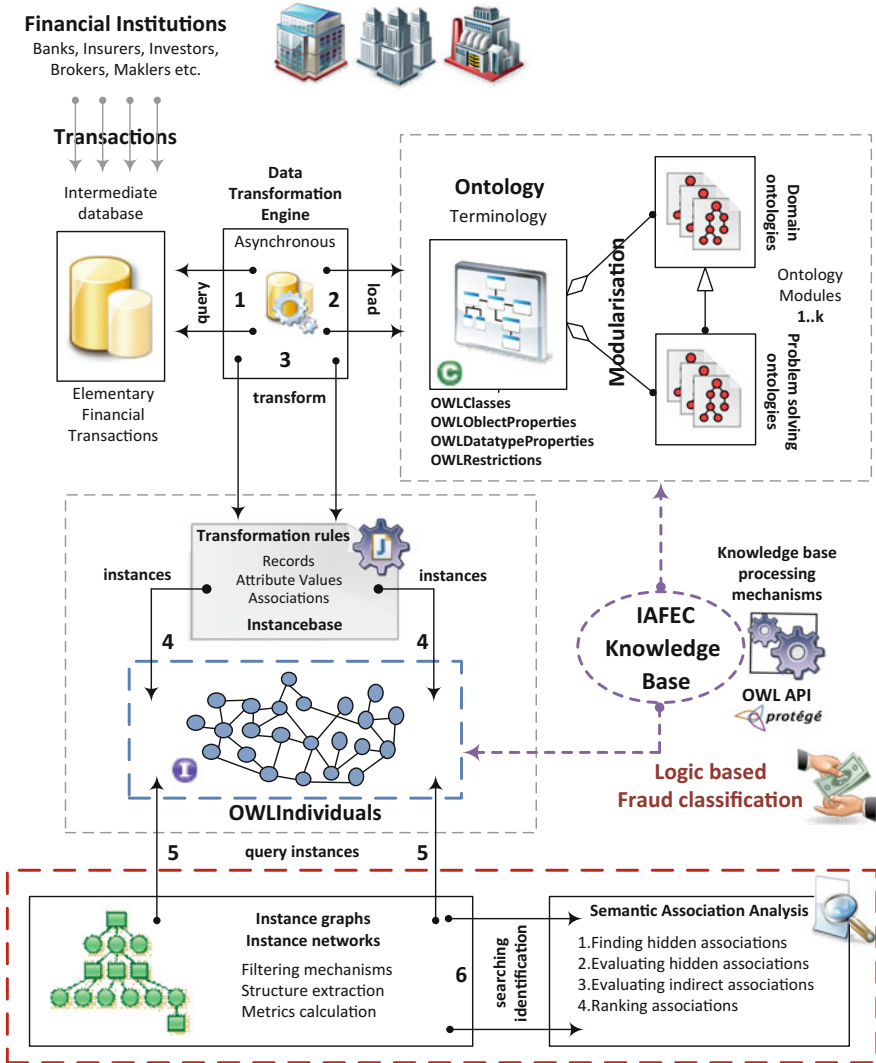 Financial Institutions
Banks, Insurers, Investors,
Brokers, Maklers etc.
Transactions
Intermediate
database
Elementary
Financial
Transactions
Data
Transformation
Engine
Asynchronous
query
1
2
load
3
transform
Ontology
Terminology
C
OWLClasses
OWLOblectProperties
OWLDatatypeProperties
OWLRestrictions
Modularisation
Domain
ontologies
Ontology
Modules
1..k
Problem solving
ontologies
Transformation rules
J
Records
Attribute Values
Associations
Instancebase
instances
instances
4
4
I
OWLIndividuals
IAFEC
Knowledge
Base
Knowledge base
processing
mechanisms
OWL API
protégé
Logic based
Fraud classification
5
query instances
5
Instance graphs
Instance networks
Filtering mechanisms
Structure extraction
Metrics calculation
6
searching
identification
Semantic Association Analysis
1.Finding hidden associations
2.Evaluating hidden associations
3.Evaluating indirect associations
4.Ranking associations